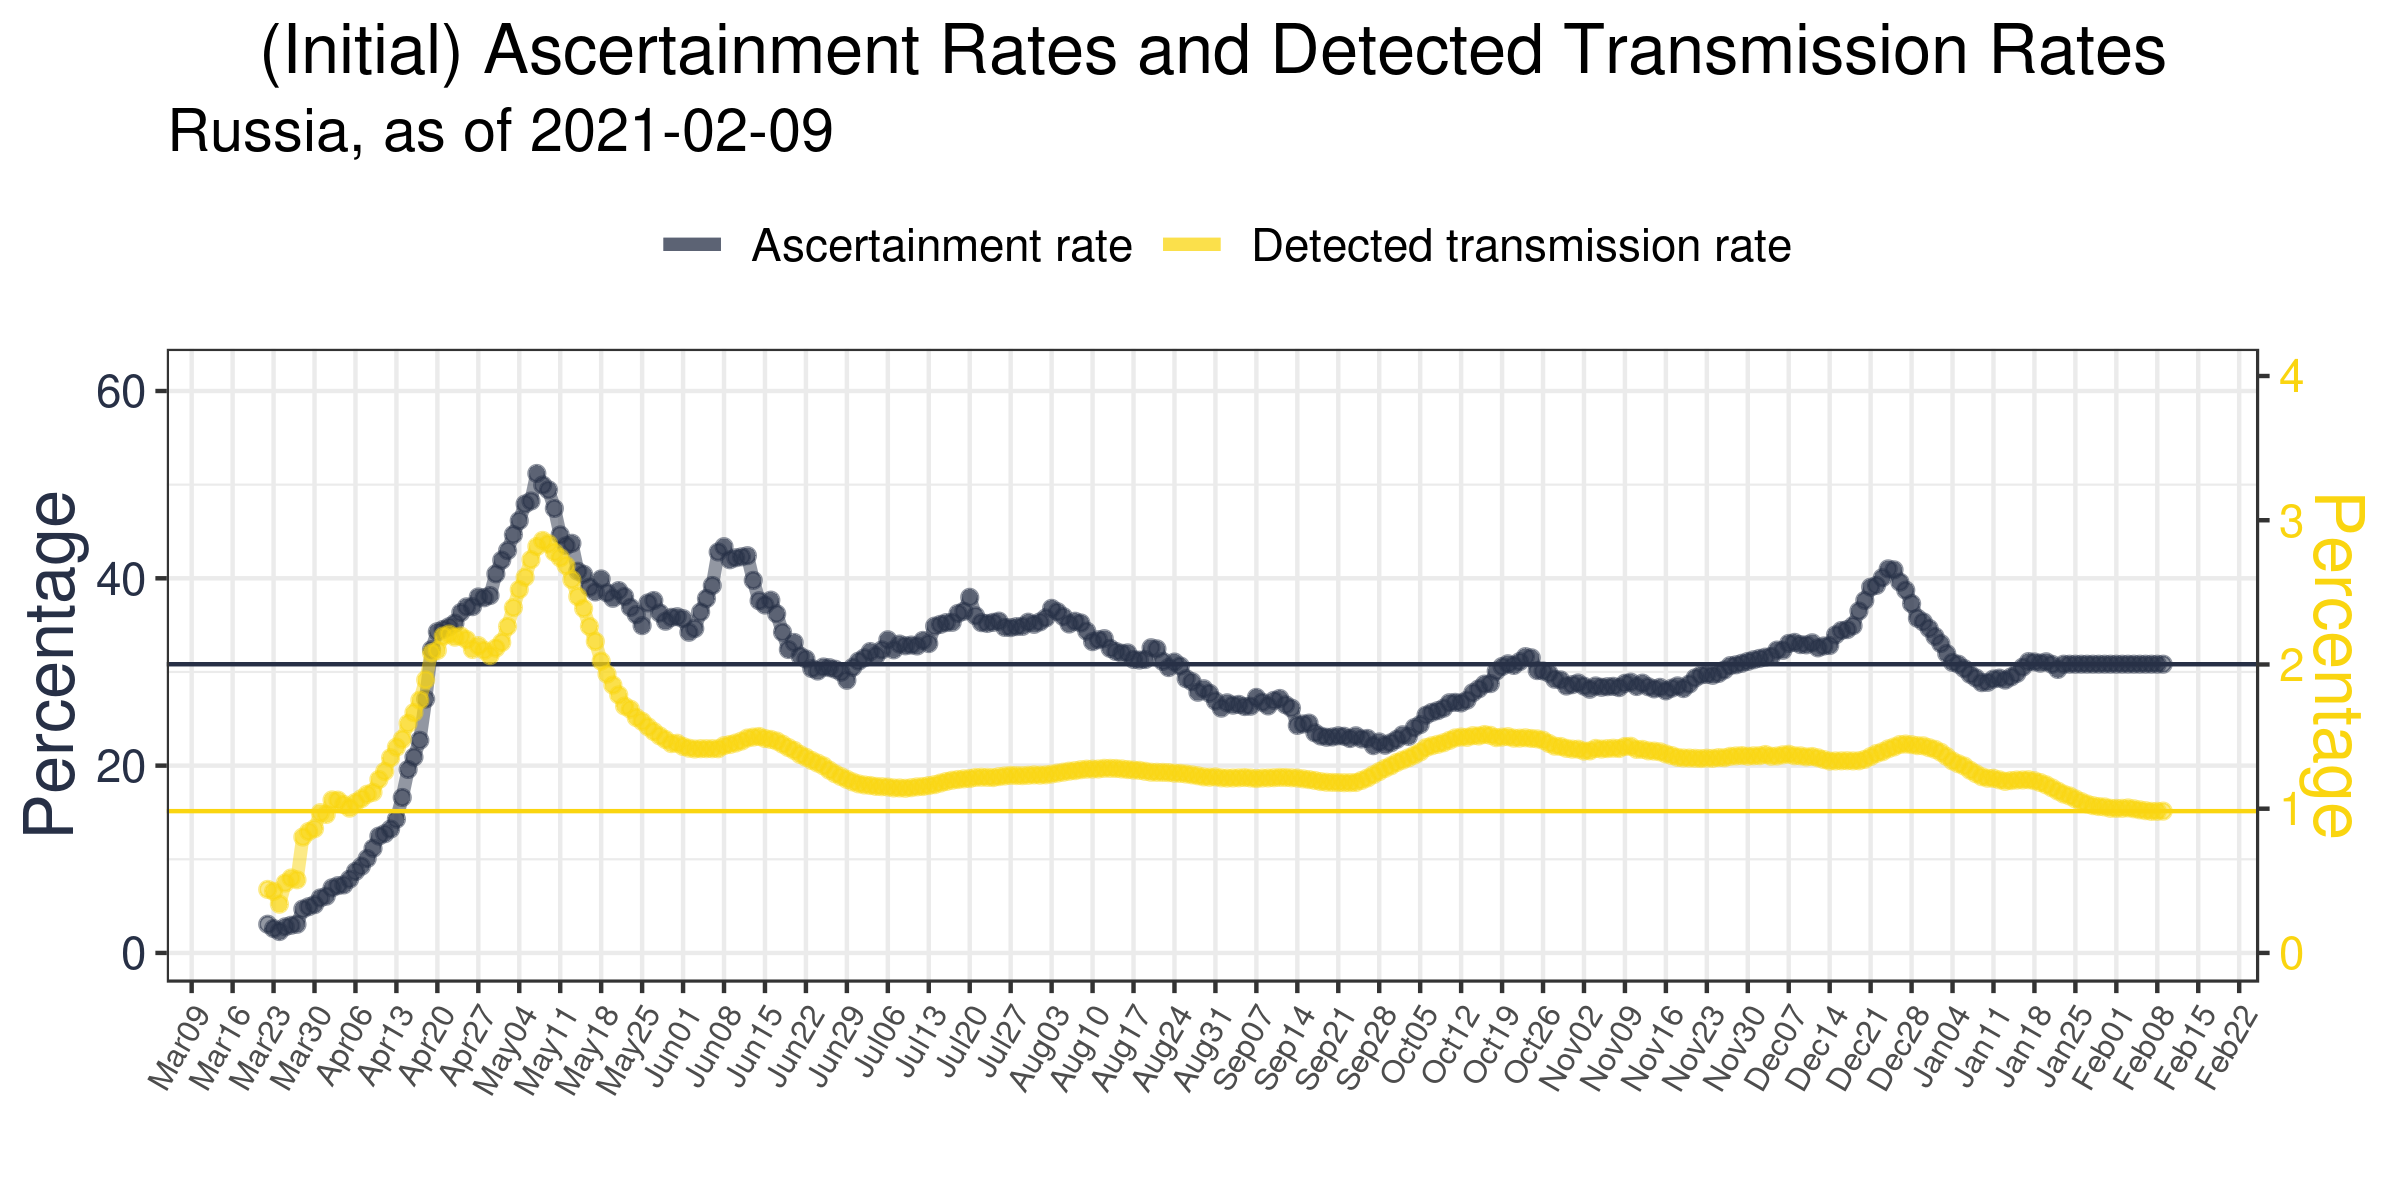 (Initial) Ascertainment Rates and Detected Transmission Rates
Russia, as of 2021-02-09
Ascertainment rate Detected transmission rate
Percentage
60
40
20
0
4
3
2
1
0
Percentage
Mar09 Mar16 Mar23 Mar30 Apr06 Apr13 Apr20 Apr27 May04 May11 May18 May25 Jun01 Jun08 Jun15 Jun22 Jun29 Jul06 Jul13 Jul20 Jul27 Aug03 Aug10 Aug17 Aug24 Aug31 Sep07 Sep14 Sep21 Sep28 Oct05 Oct12 Oct19 Oct26 Nov02 Nov09 Nov16 Nov23 Nov30 Dec07 Dec14 Dec21 Dec28 Jan04 Jan11 Jan18 Jan25 Feb01 Feb08 Feb15 Feb22